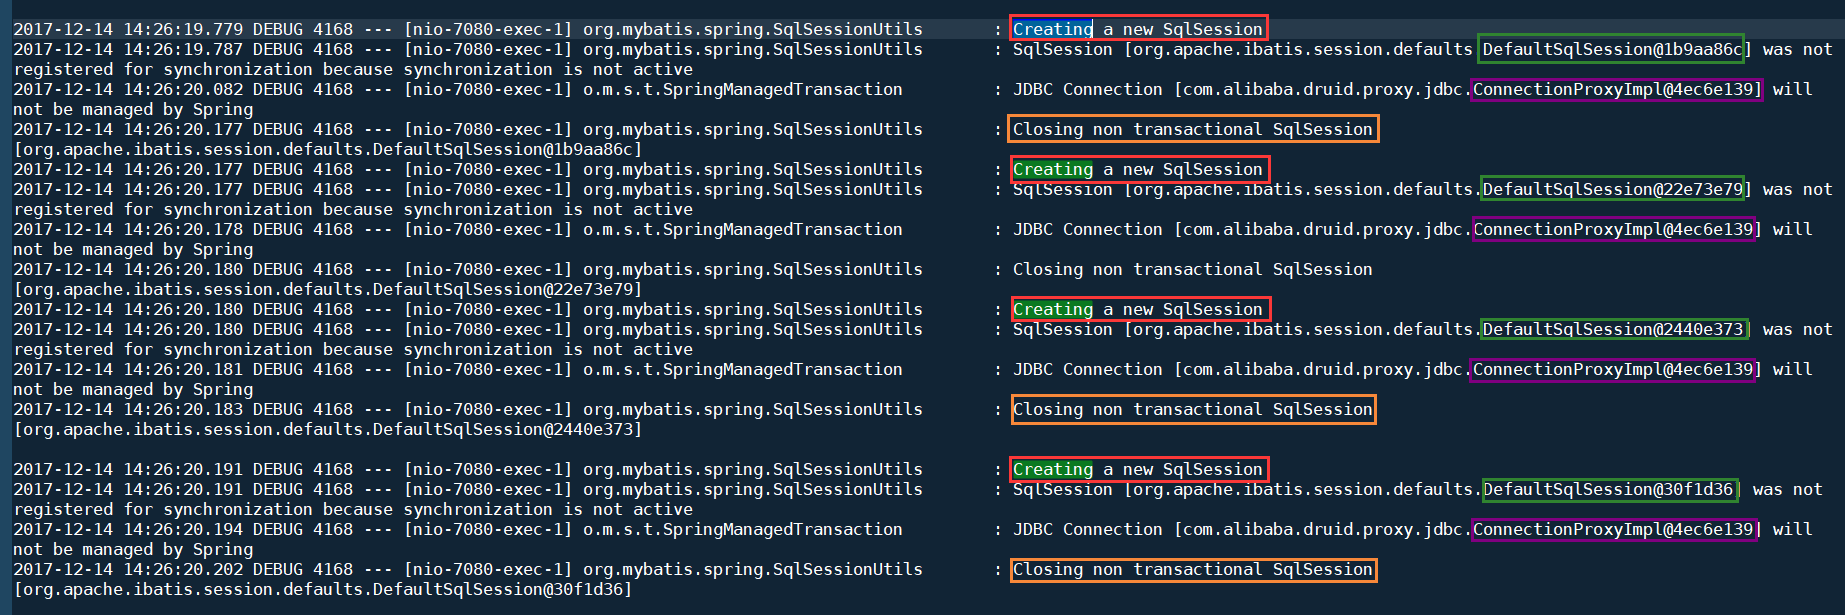 2017-12-14 14:26:19.779 DEBUG 4168 --- [nio-7080-exec-1] org.mybatis.spring.SqlSessionUtils : Creating a new SqlSession
2017-12-14 14:26:19.787 DEBUG 4168 --- [nio-7080-exec-1] org.mybatis.spring.SqlSessionUtils : SqlSession [org.apache.ibatis.session.defaults.DefaultSqlSession@1b9aa86c] was not
registered for synchronization because synchronization is not active
2017-12-14 14:26:20.082 DEBUG 4168 --- [nio-7080-exec-1] o.m.s.t.SpringManagedTransaction : JDBC Connection [com.alibaba.druid.proxy.jdbc.ConnectionProxyImpl@4ec6e139] will
not be managed by Spring
2017-12-14 14:26:20.177 DEBUG 4168 --- [nio-7080-exec-1] org.mybatis.spring.SqlSessionUtils : Closing non transactional SqlSession
[org.apache.ibatis.session.defaults.DefaultSqlSession@1b9aa86c]
2017-12-14 14:26:20.177 DEBUG 4168 --- [nio-7080-exec-1] org.mybatis.spring.SqlSessionUtils : Creating a new SqlSession
2017-12-14 14:26:20.177 DEBUG 4168 --- [nio-7080-exec-1] org.mybatis.spring.SqlSessionUtils : SqlSession [org.apache.ibatis.session.defaults.DefaultSqlSession@22e73e79] was not
registered for synchronization because synchronization is not active
2017-12-14 14:26:20.178 DEBUG 4168 --- [nio-7080-exec-1] o.m.s.t.SpringManagedTransaction : JDBC Connection [com.alibaba.druid.proxy.jdbc.ConnectionProxyImpl@4ec6e139] will
not be managed by Spring
2017-12-14 14:26:20.180 DEBUG 4168 --- [nio-7080-exec-1] org.mybatis.spring.SqlSessionUtils : Closing non transactional SqlSession
[org.apache.ibatis.session.defaults.DefaultSqlSession@22e73e79]
2017-12-14 14:26:20.180 DEBUG 4168 --- [nio-7080-exec-1] org.mybatis.spring.SqlSessionUtils : Creating a new SqlSession
2017-12-14 14:26:20.180 DEBUG 4168 --- [nio-7080-exec-1] org.mybatis.spring.SqlSessionUtils : SqlSession [org.apache.ibatis.session.defaults.DefaultSqlSession@2440e373] was not
registered for synchronization because synchronization is not active
2017-12-14 14:26:20.181 DEBUG 4168 --- [nio-7080-exec-1] o.m.s.t.SpringManagedTransaction : JDBC Connection [com.alibaba.druid.proxy.jdbc.ConnectionProxyImpl@4ec6e139] will
not be managed by Spring
2017-12-14 14:26:20.183 DEBUG 4168 --- [nio-7080-exec-1] org.mybatis.spring.SqlSessionUtils : Closing non transactional SqlSession
[org.apache.ibatis.session.defaults.DefaultSqlSession@2440e373]
2017-12-14 14:26:20.191 DEBUG 4168 --- [nio-7080-exec-1] org.mybatis.spring.SqlSessionUtils : Creating a new SqlSession
2017-12-14 14:26:20.191 DEBUG 4168 --- [nio-7080-exec-1] org.mybatis.spring.SqlSessionUtils : SqlSession [org.apache.ibatis.session.defaults.DefaultSqlSession@30f1d36] was not
registered for synchronization because synchronization is not active
2017-12-14 14:26:20.194 DEBUG 4168 --- [nio-7080-exec-1] o.m.s.t.SpringManagedTransaction : JDBC Connection [com.alibaba.druid.proxy.jdbc.ConnectionProxyImpl@4ec6e139] will
not be managed by Spring
2017-12-14 14:26:20.202 DEBUG 4168 --- [nio-7080-exec-1] org.mybatis.spring.SqlSessionUtils : Closing non transactional SqlSession
[org.apache.ibatis.session.defaults.DefaultSqlSession@30f1d36]